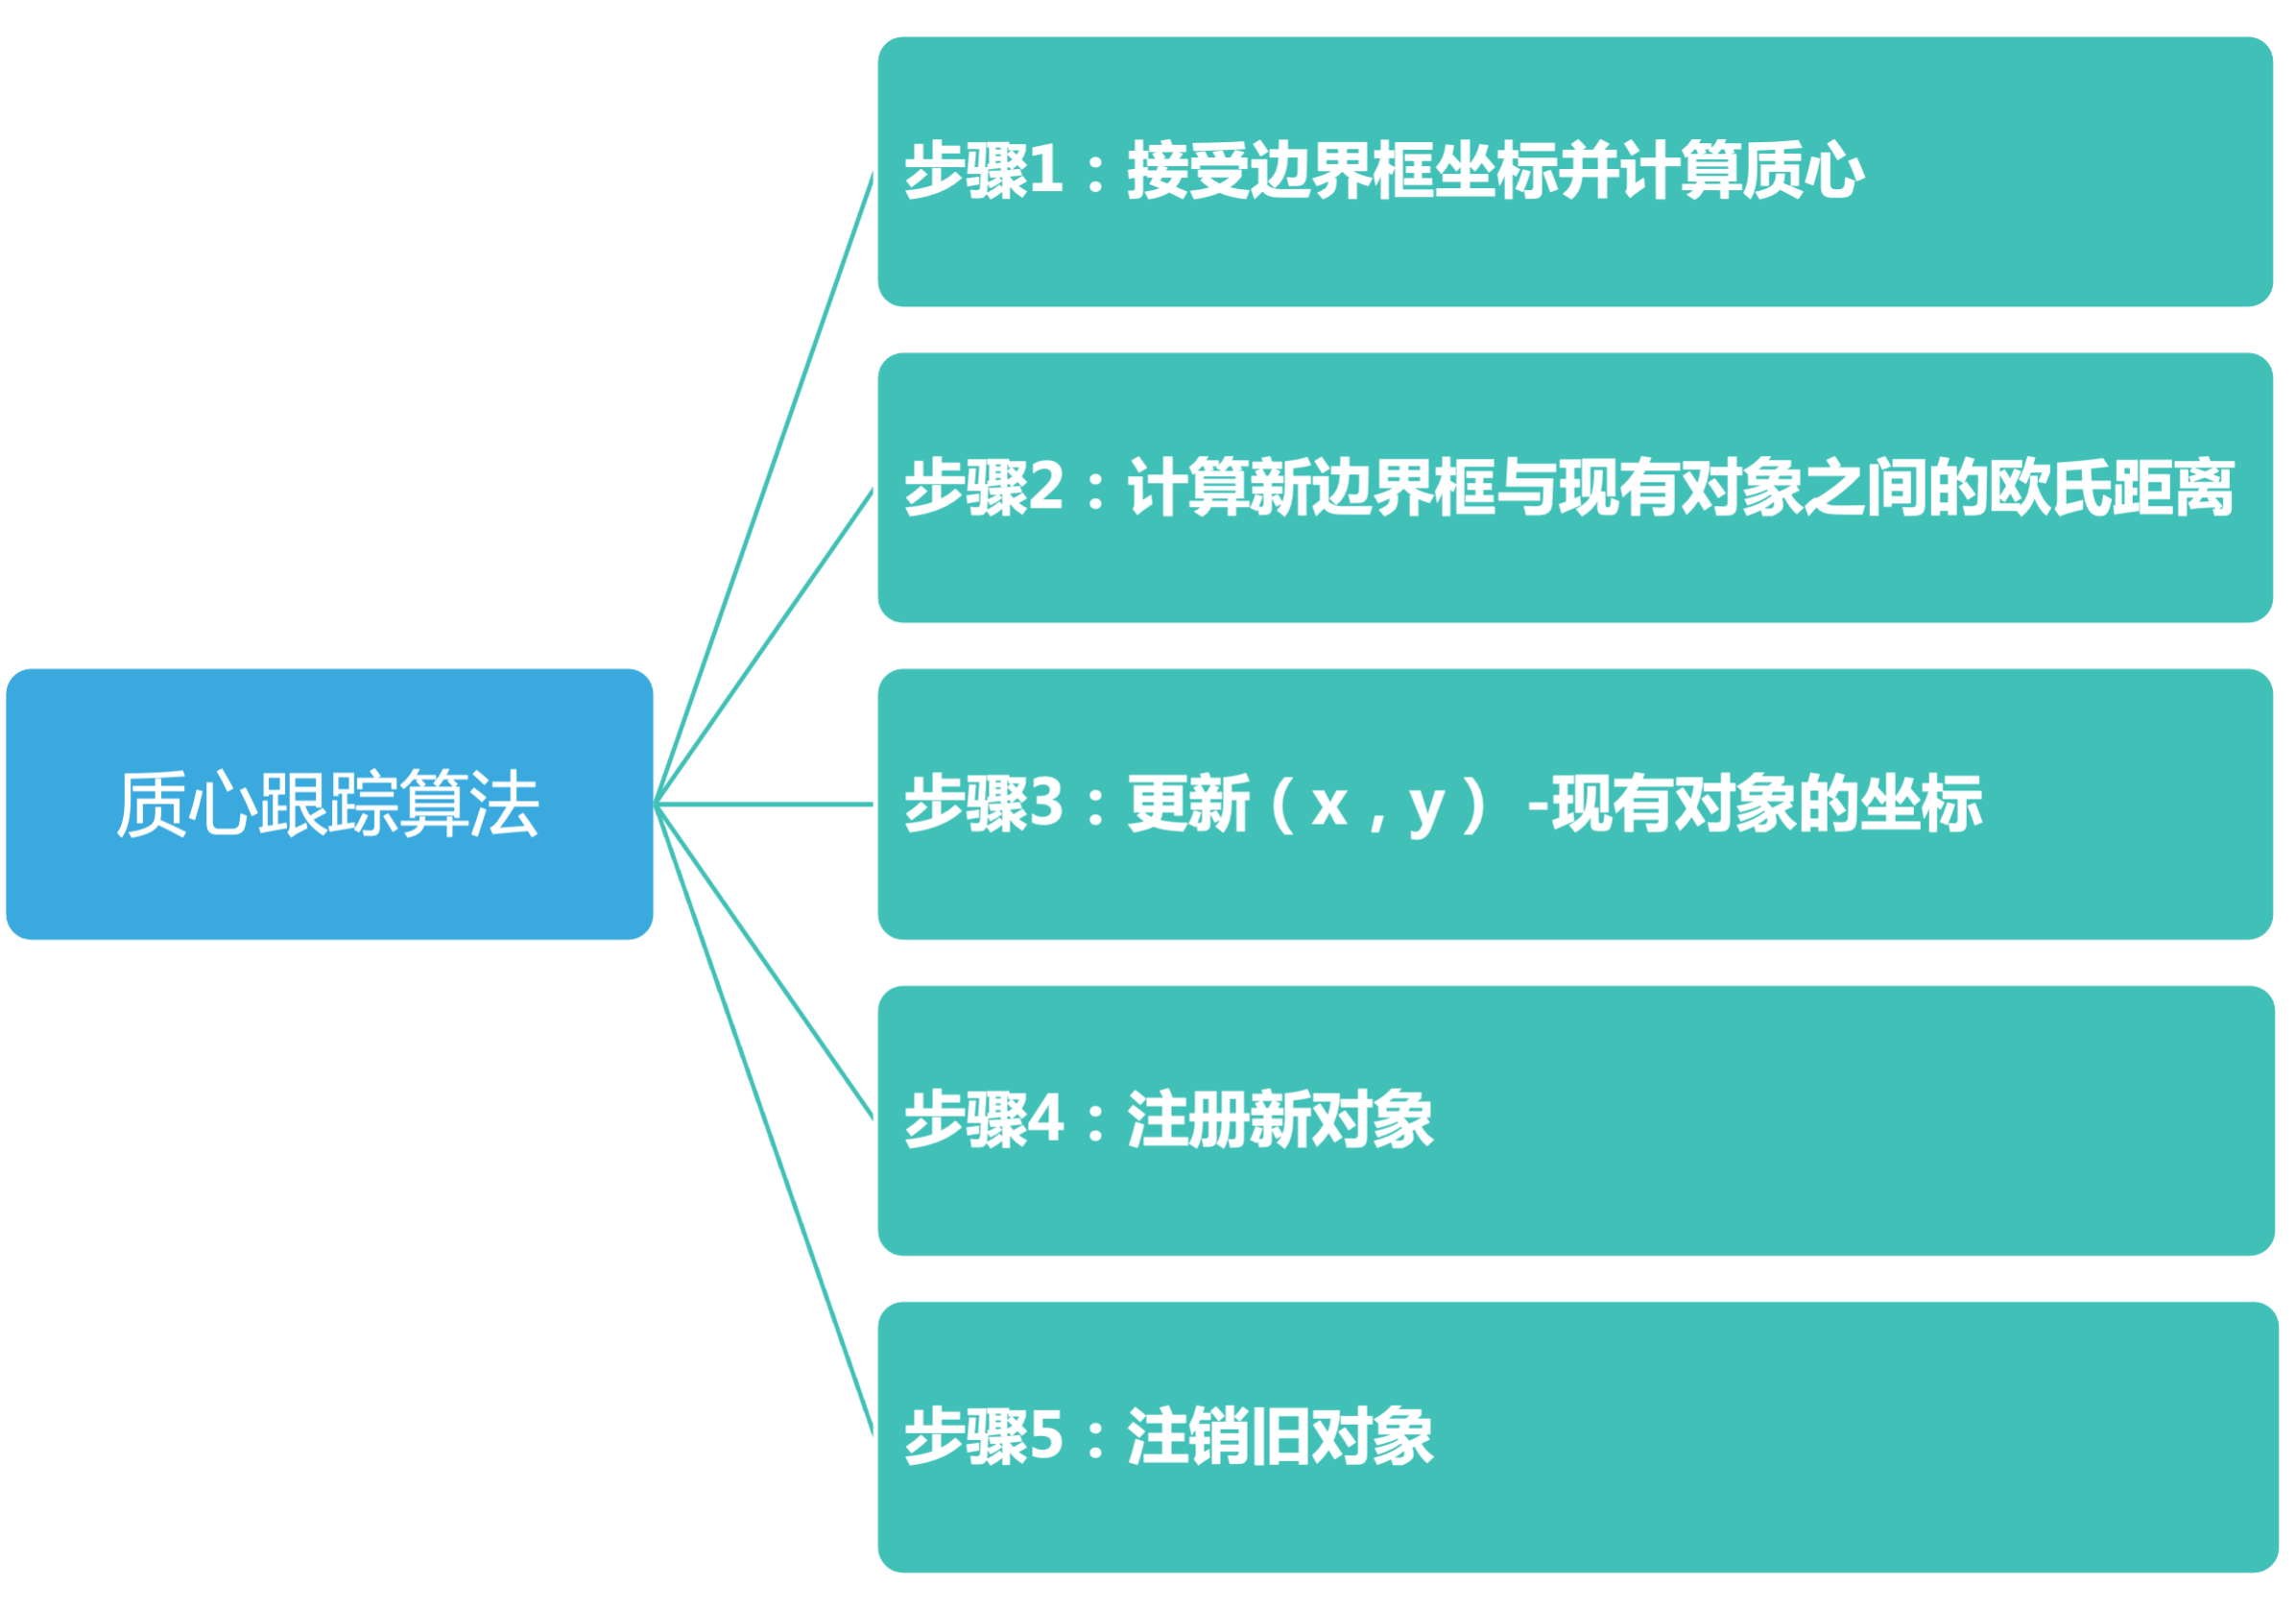 质心跟踪算法
步骤1：接受边界框坐标并计算质心
步骤2：计算新边界框与现有对象之间的欧氏距离
步骤3：更新(x, y) -现有对象的坐标
步骤4：注册新对象
步骤5：注销旧对象